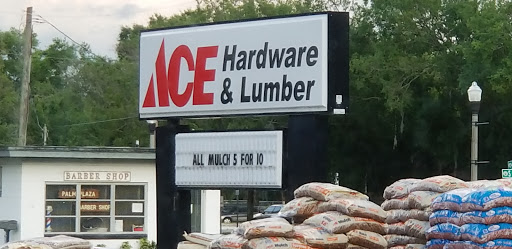 ACE Hardware
& Lumber
ALL MULCH 5 FOR 10
BARBER SHOP
PALM PLAZA
BARBER SHOP